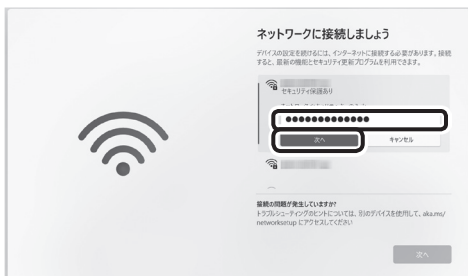 ネットワークに接続しましょう
デバイスの設定を続けるには、インターネットに接続する必要があります。接続
すると、最新の機能とセキュリティ更新プログラムを利用できます。
セキュリティ保護あり
●●●●●●●●●●●●●
次へ キャンセル
接続の問題が発生していますか?
トラブルシューティングのヒントについては、別のデバイスを使用して、aka.ms/
networksetup にアクセスしてください
次へ